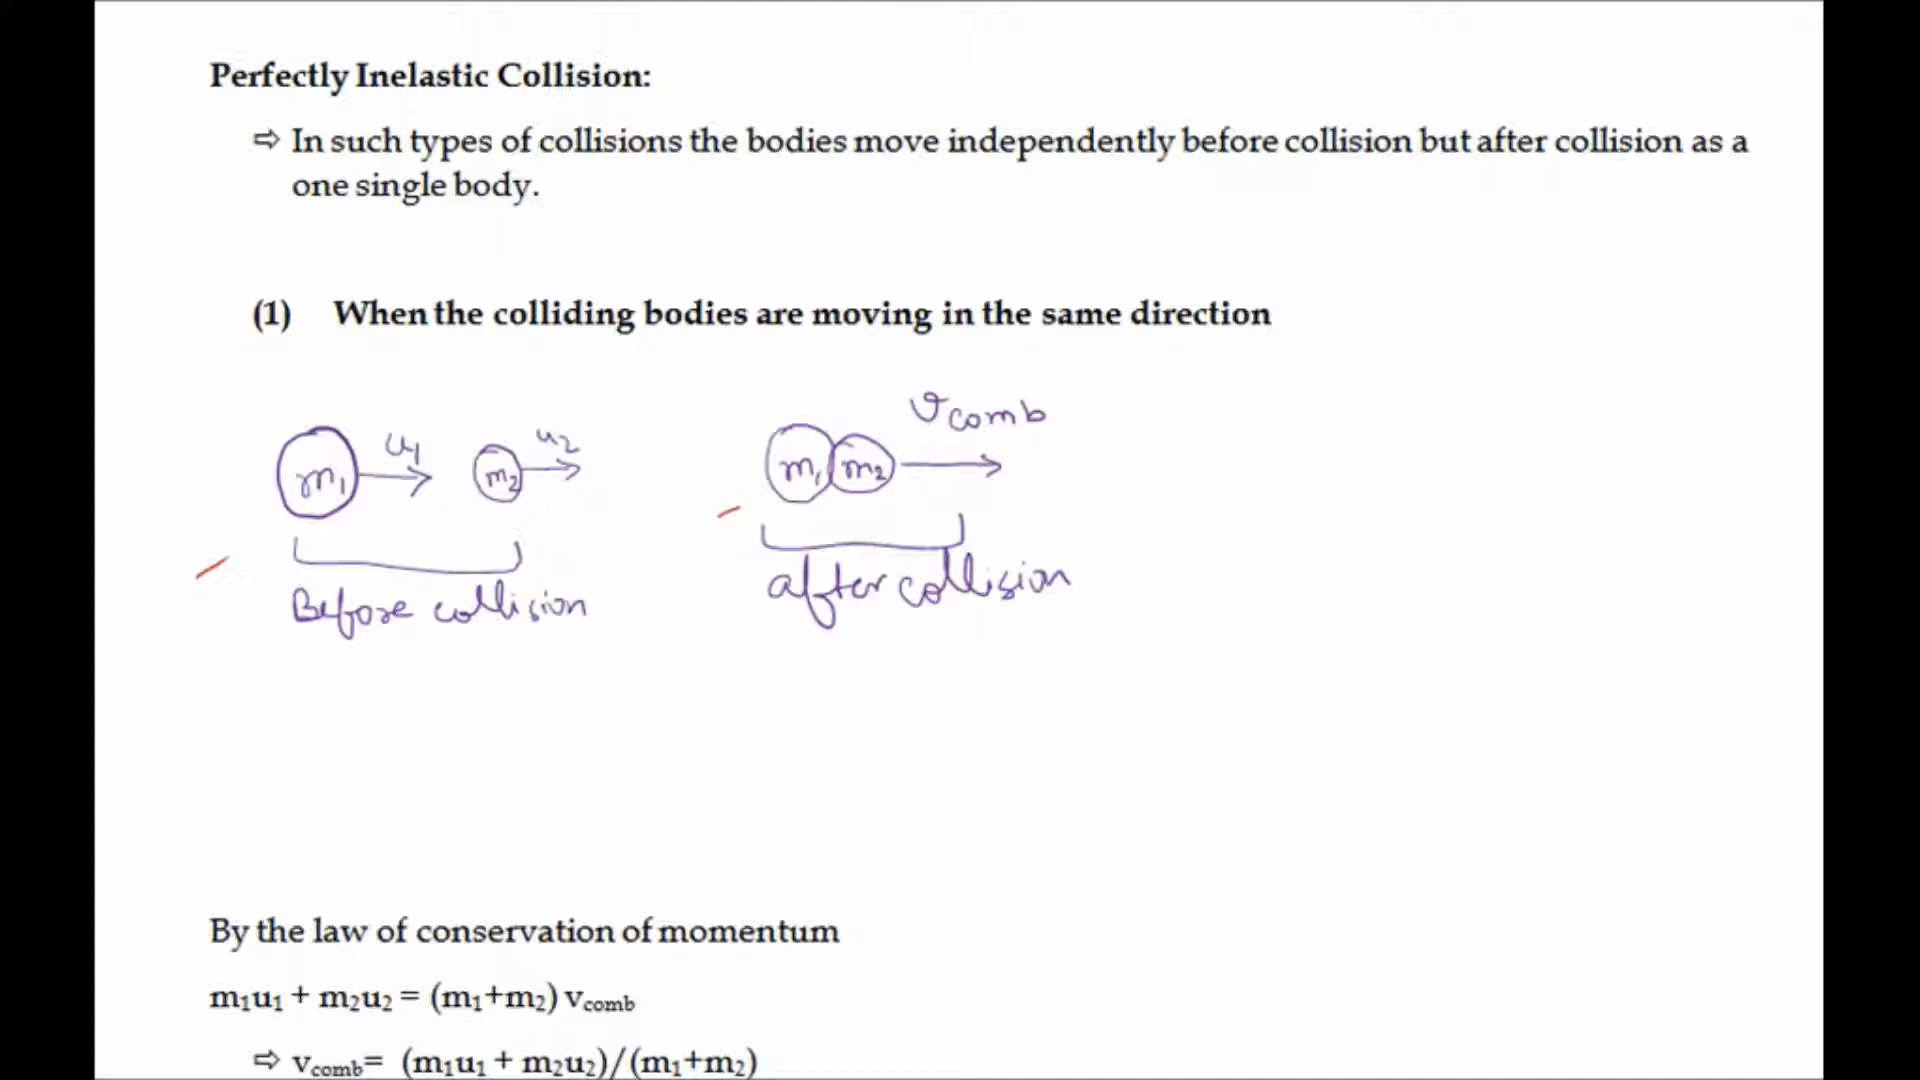 Perfectly Inelastic Collision:
⇨ In such types of collisions the bodies move independently before collision but after collision as a
one single body.
(1) When the colliding bodies are moving in the same direction
m₁ u₁ m₂ u₂
m₁ m₂ vcomb
Before collision
after collision
By the law of conservation of momentum
m₁u₁ + m₂u₂ = (m₁+m₂) vcomb
⇨ vcomb= (m₁u₁ + m₂u₂)/(m₁+m₂)